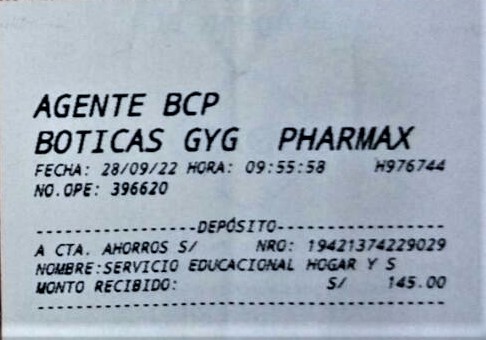 AGENTE BCP
BOTICAS GYG PHARMAX
FECHA: 28/09/22 HORA: 09:55:58 H976744
NO.OPE: 396620
-----------------DEPÓSITO-----------------
A CTA. AHORROS S/ NRO: 19421374229029
NOMBRE:SERVICIO EDUCACIONAL HOGAR Y S
MONTO RECIBIDO: S/ 145.00
------------------------------------------